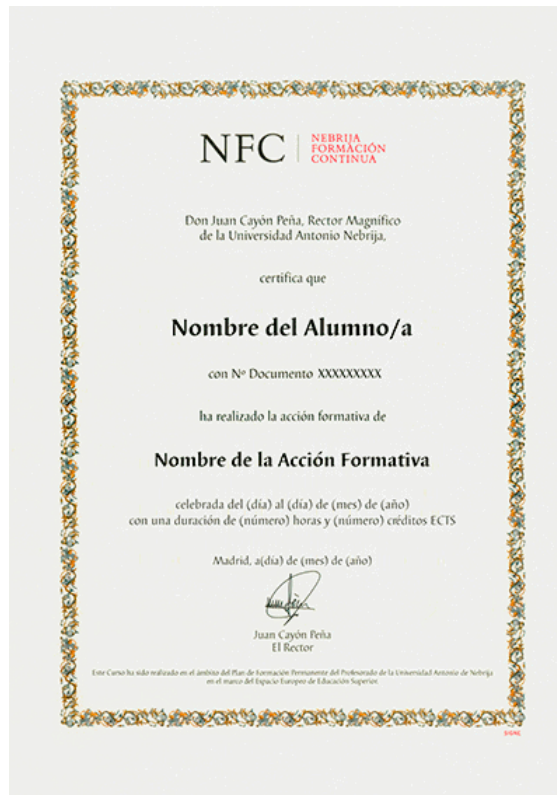 NFC
NEBRIJA
FORMACIÓN
CONTINUA
Don Juan Cayón Peña, Rector Magnífico
de la Universidad Antonio Nebrija,
certifica que
Nombre del Alumno/a
con Nº Documento XXXXXXXXX
ha realizado la acción formativa de
Nombre de la Acción Formativa
celebrada del (día) al (día) de (mes) de (año)
con una duración de (número) horas y (número) créditos ECTS
Madrid, a(día) de (mes) de (año)
Juan Cayón Peña
El Rector
Este Curso ha sido realizado en el ámbito del Plan de Formación Permanente del Profesorado de la Universidad Antonio de Nebrija
en el marco del Espacio Europeo de Educación Superior.
SIGNE